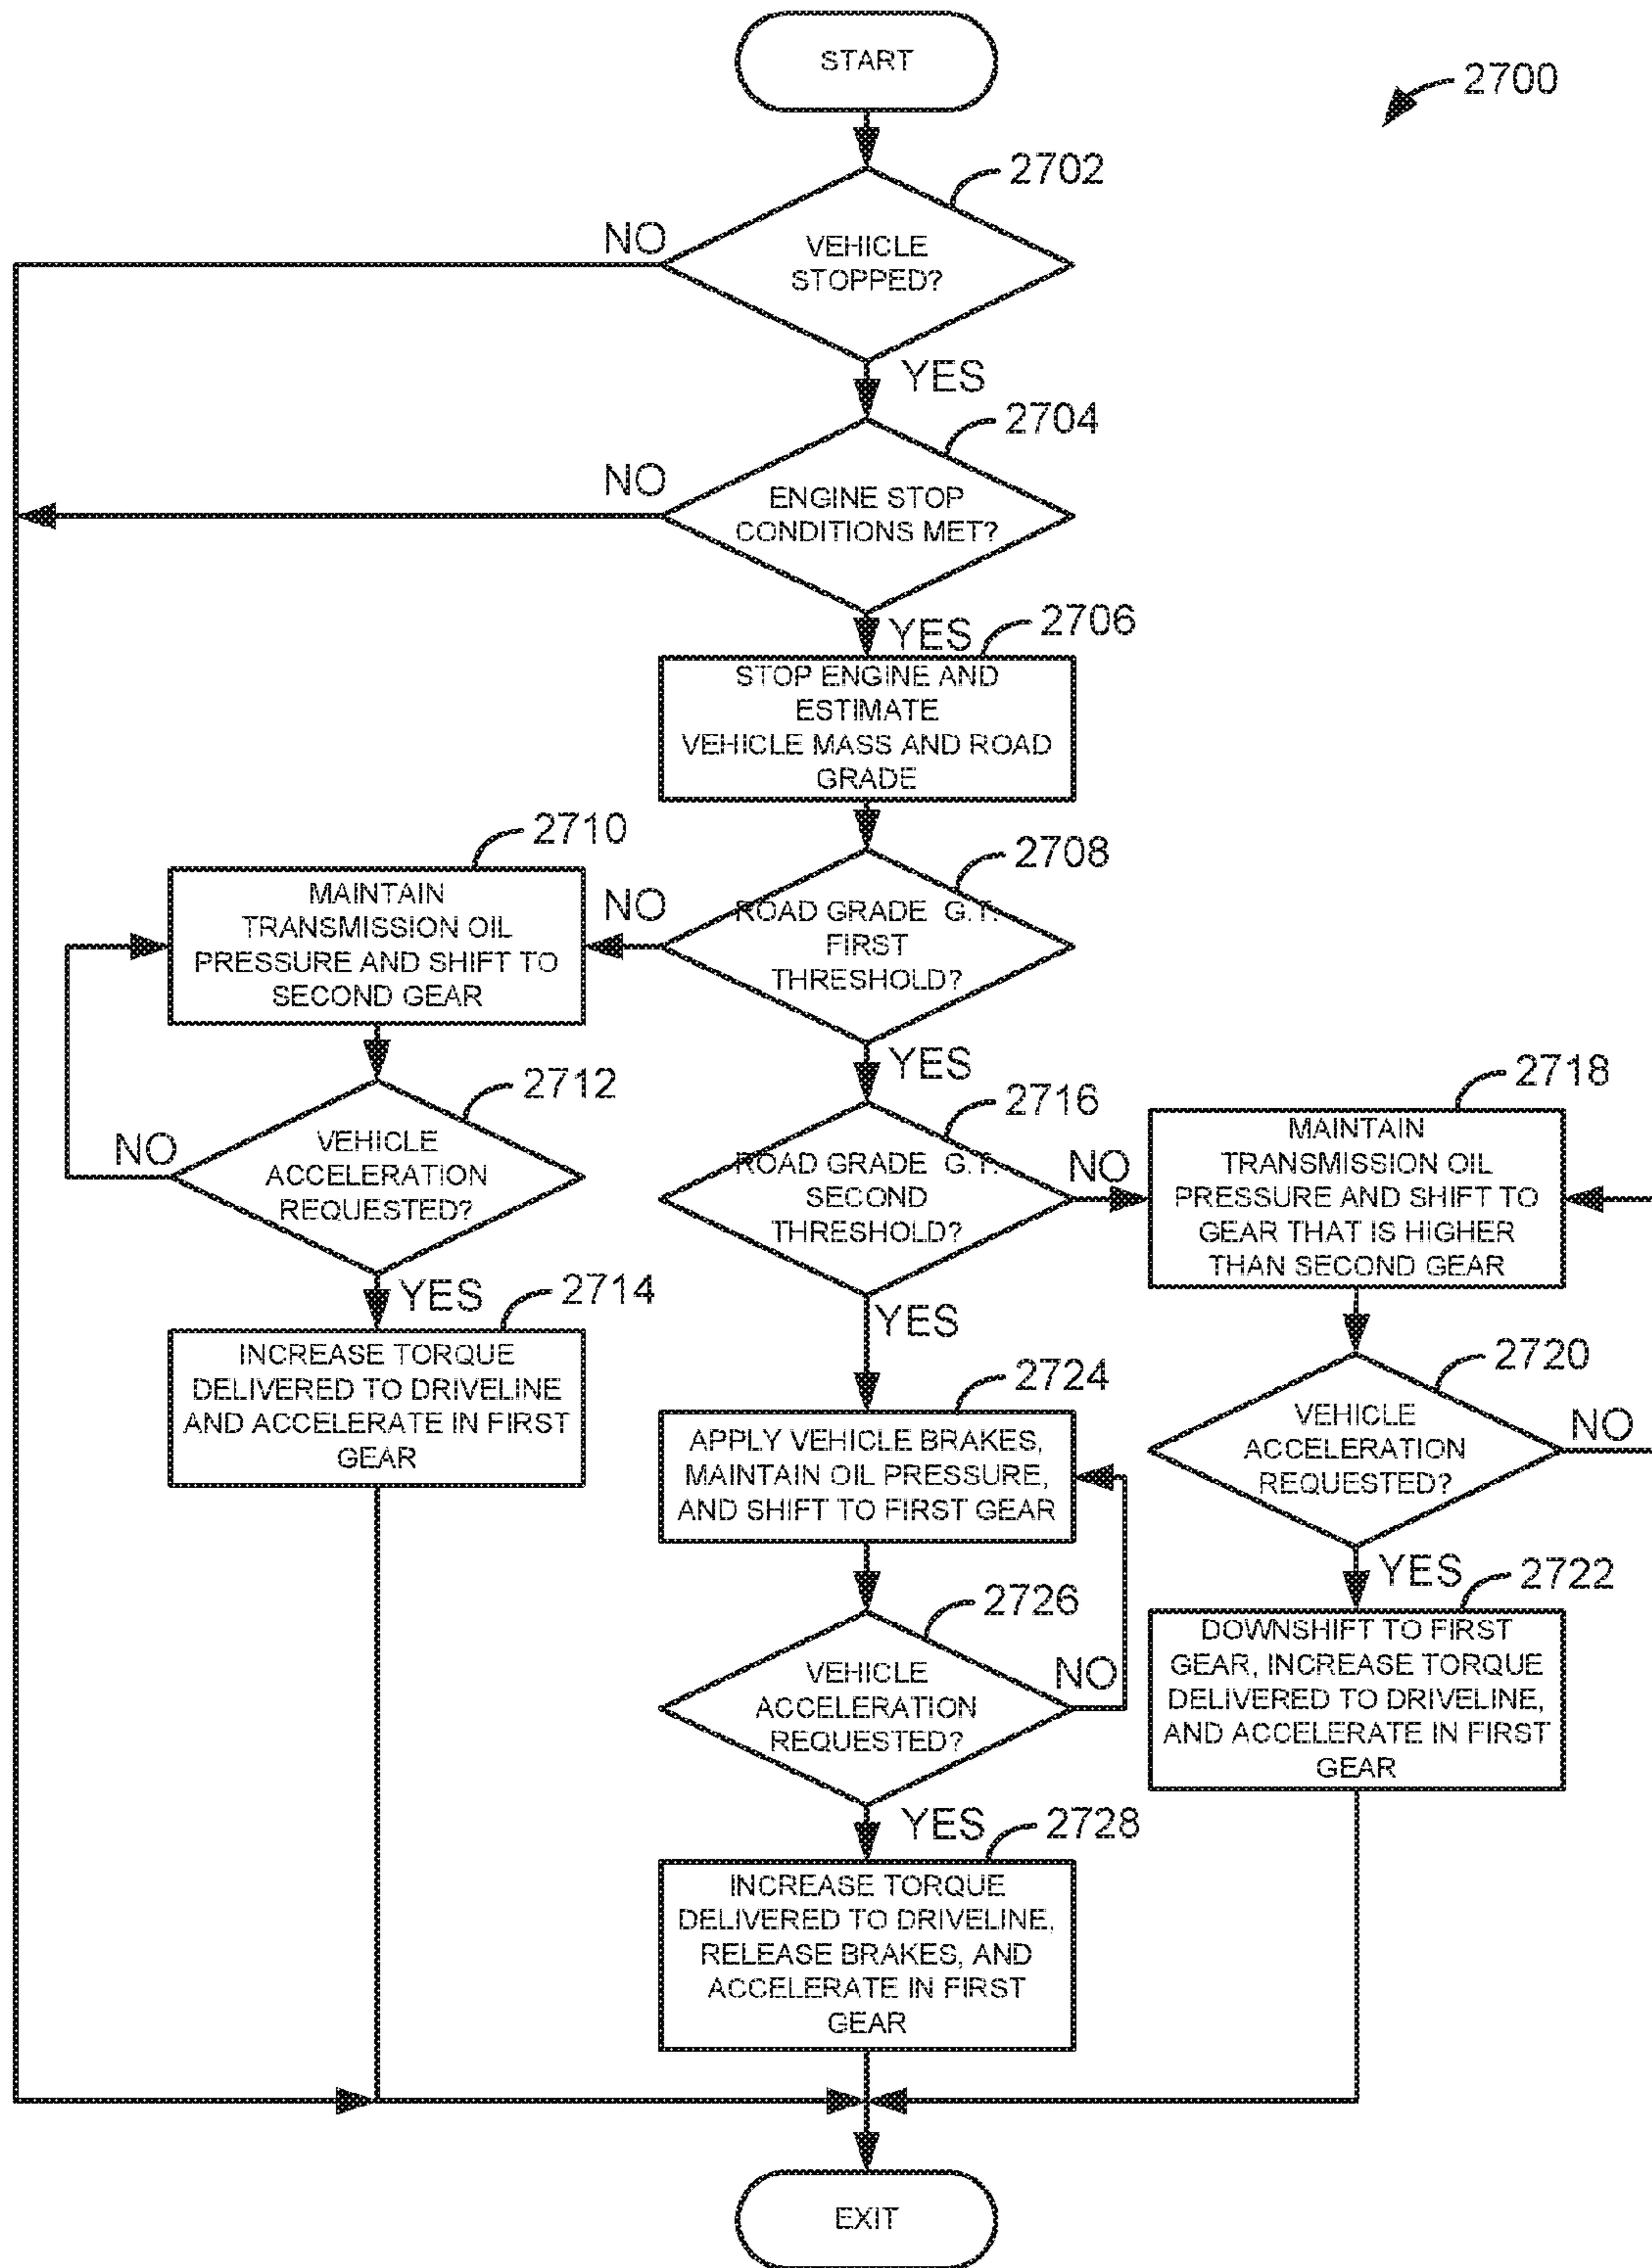 START
2700
2702
NO
VEHICLE
STOPPED?
YES
2704
NO
ENGINE STOP
CONDITIONS MET?
YES
2706
STOP ENGINE AND
ESTIMATE
VEHICLE MASS AND ROAD
GRADE
2710
2708
MAINTAIN
TRANSMISSION OIL
PRESSURE AND SHIFT TO
SECOND GEAR
NO
ROAD GRADE G.T.
FIRST
THRESHOLD?
YES
2712
NO
VEHICLE
ACCELERATION
REQUESTED?
YES
2716
ROAD GRADE G.T.
SECOND
THRESHOLD?
NO
2718
MAINTAIN
TRANSMISSION OIL
PRESSURE AND SHIFT TO
GEAR THAT IS HIGHER
THAN SECOND GEAR
2714
INCREASE TORQUE
DELIVERED TO DRIVELINE
AND ACCELERATE IN FIRST
GEAR
YES
2724
APPLY VEHICLE BRAKES,
MAINTAIN OIL PRESSURE,
AND SHIFT TO FIRST GEAR
2720
VEHICLE
ACCELERATION
REQUESTED?
NO
YES
2726
VEHICLE
ACCELERATION
REQUESTED?
NO
2722
DOWNSHIFT TO FIRST
GEAR, INCREASE TORQUE
DELIVERED TO DRIVELINE,
AND ACCELERATE IN FIRST
GEAR
YES
2728
INCREASE TORQUE
DELIVERED TO DRIVELINE,
RELEASE BRAKES, AND
ACCELERATE IN FIRST
GEAR
EXIT